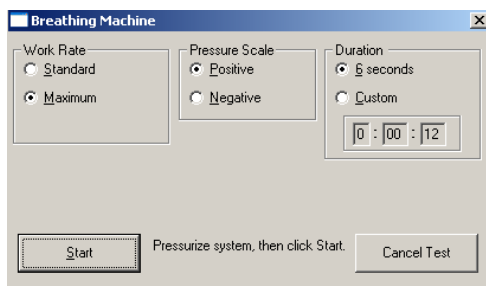 Breathing Machine
Work Rate
Standard
Maximum
Pressure Scale
Positive
Negative
Duration
6 seconds
Custom
0 : 00 : 12
Start
Pressurize system, then click Start.
Cancel Test